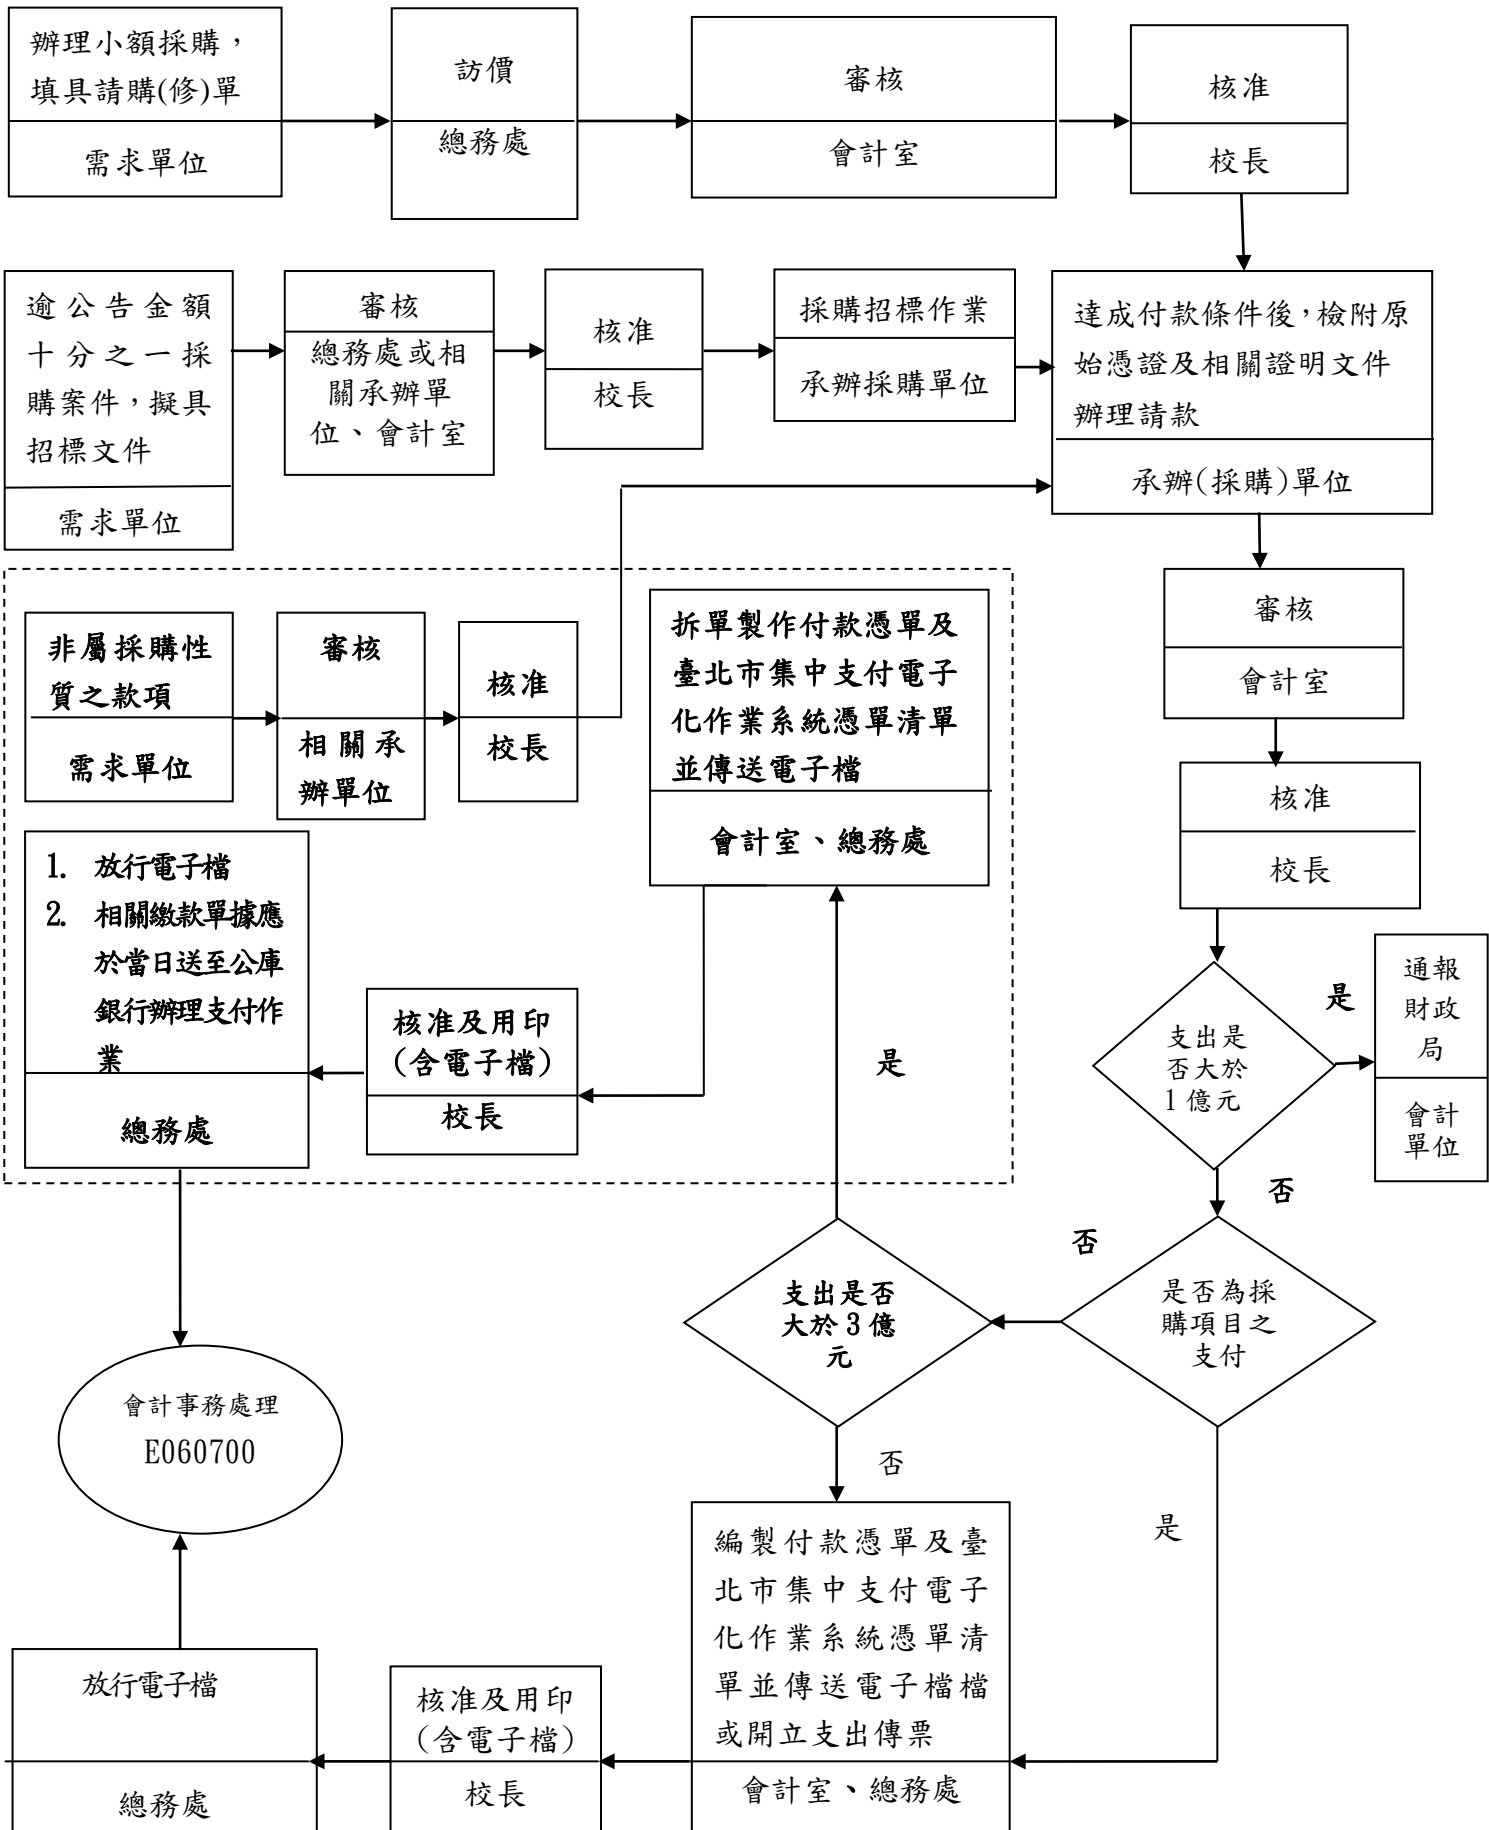 辦理小額採購，
填具請購(修)單
需求單位
訪價
總務處
審核
會計室
核准
校長
逾公告金額
十分之一採
購案件，擬具
招標文件
需求單位
審核
總務處或相
關承辦單
位、會計室
核准
校長
採購招標作業
承辦採購單位
達成付款條件後，檢附原
始憑證及相關證明文件
辦理請款
承辦(採購)單位
非屬採購性
質之款項
需求單位
審核
相關承
辦單位
核准
校長
拆單製作付款憑單及
臺北市集中支付電子
化作業系統憑單清單
並傳送電子檔
會計室、總務處
審核
會計室
核准
校長
1. 放行電子檔
2. 相關繳款單據應
於當日送至公庫
銀行辦理支付作
業
總務處
核准及用印
(含電子檔)
校長
是
支出是
否大於
1億元
是
通報
財政
局
會計
單位
否
否
支出是否
大於3億
元
是否為採
購項目之
支付
會計事務處理
E060700
否
是
編製付款憑單及臺
北市集中支付電子
化作業系統憑單清
單並傳送電子檔檔
或開立支出傳票
會計室、總務處
核准及用印
(含電子檔)
校長
放行電子檔
總務處